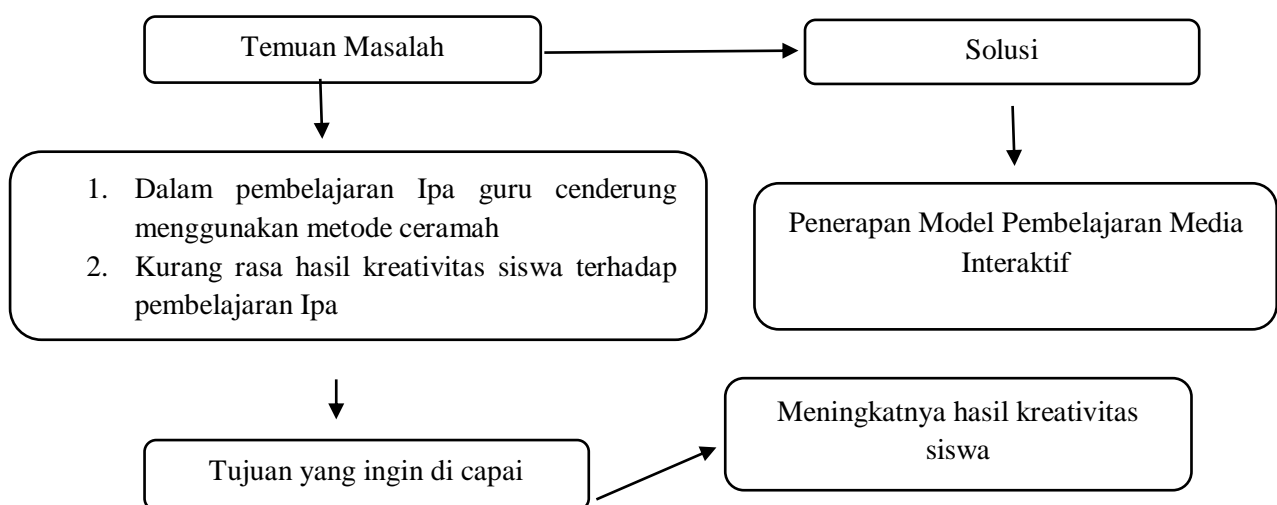 Temuan Masalah
Solusi
1. Dalam pembelajaran Ipa guru cenderung
menggunakan metode ceramah
2. Kurang rasa hasil kreativitas siswa terhadap
pembelajaran Ipa
Penerapan Model Pembelajaran Media
Interaktif
Tujuan yang ingin di capai
Meningkatnya hasil kreativitas
siswa